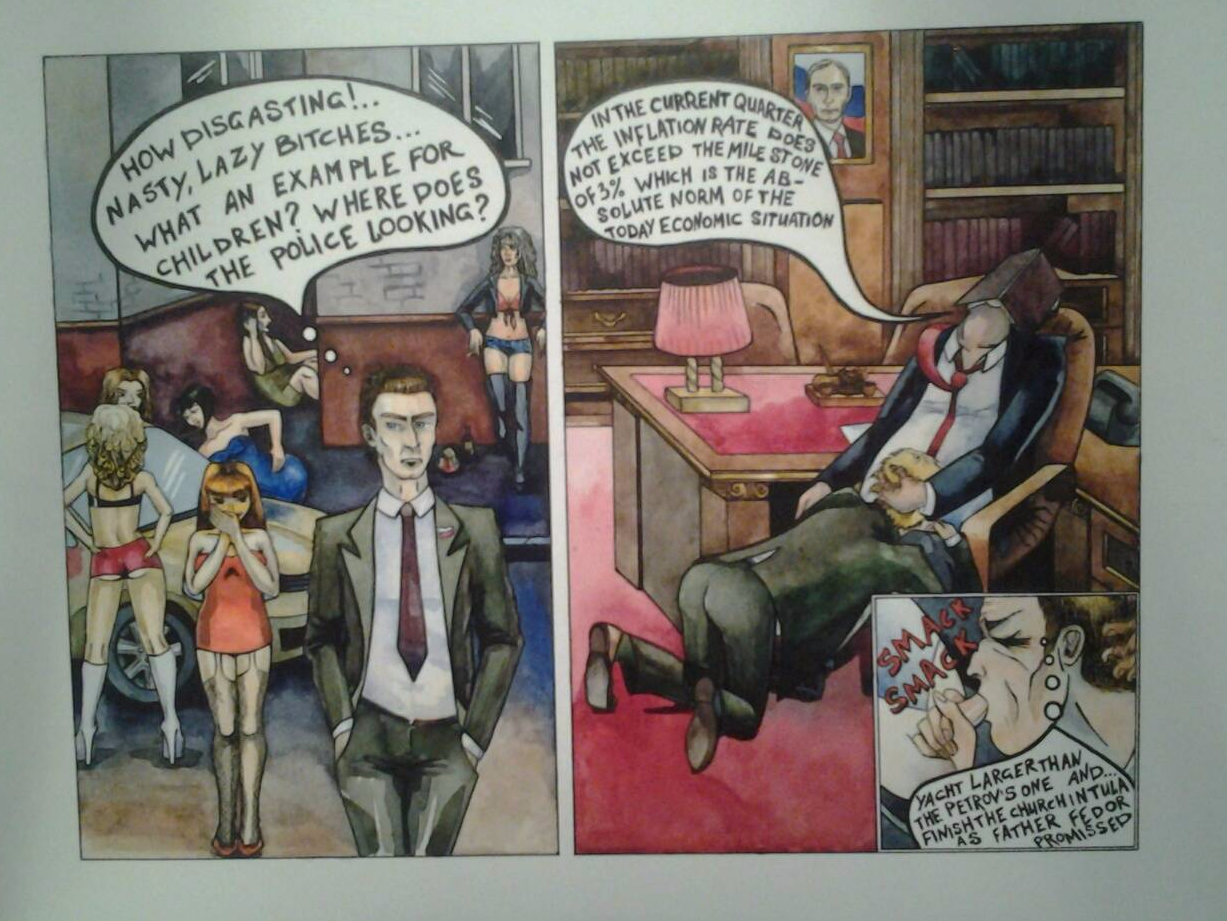 HOW DISGASTING!..
NASTY, LAZY BITCHES...
WHAT AN EXAMPLE FOR
CHILDREN? WHERE DOES
THE POLICE LOOKING?
IN THE CURRENT QUARTER
THE INFLATION RATE DOES
NOT EXCEED THE MILESTONE
OF 3% WHICH IS THE AB-
SOLUTE NORM OF THE
TODAY ECONOMIC SITUATION
SMACK
SMACK
YACHT LARGER THAN
THE PETROV'S ONE AND...
FINISH THE CHURCH IN TULA
AS FATHER FEDOR
PROMISSED